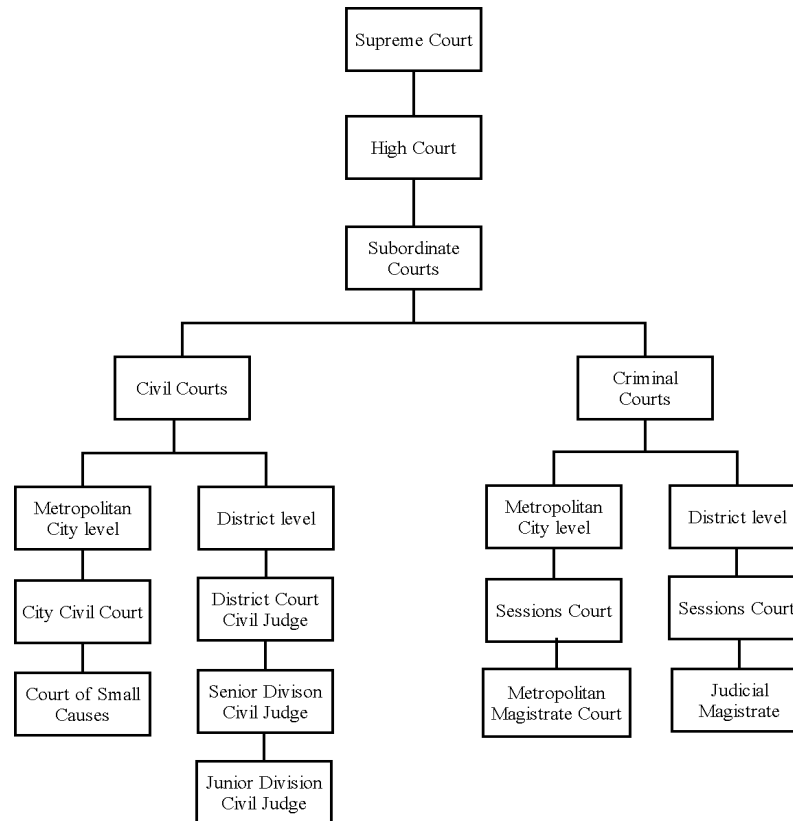 Supreme Court
High Court
Subordinate
Courts
Civil Courts
Criminal
Courts
Metropolitan
City level
District level
Metropolitan
City level
District level
City Civil Court
District Court
Civil Judge
Sessions Court
Sessions Court
Court of Small
Causes
Senior Divison
Civil Judge
Metropolitan
Magistrate Court
Judicial
Magistrate
Junior Division
Civil Judge